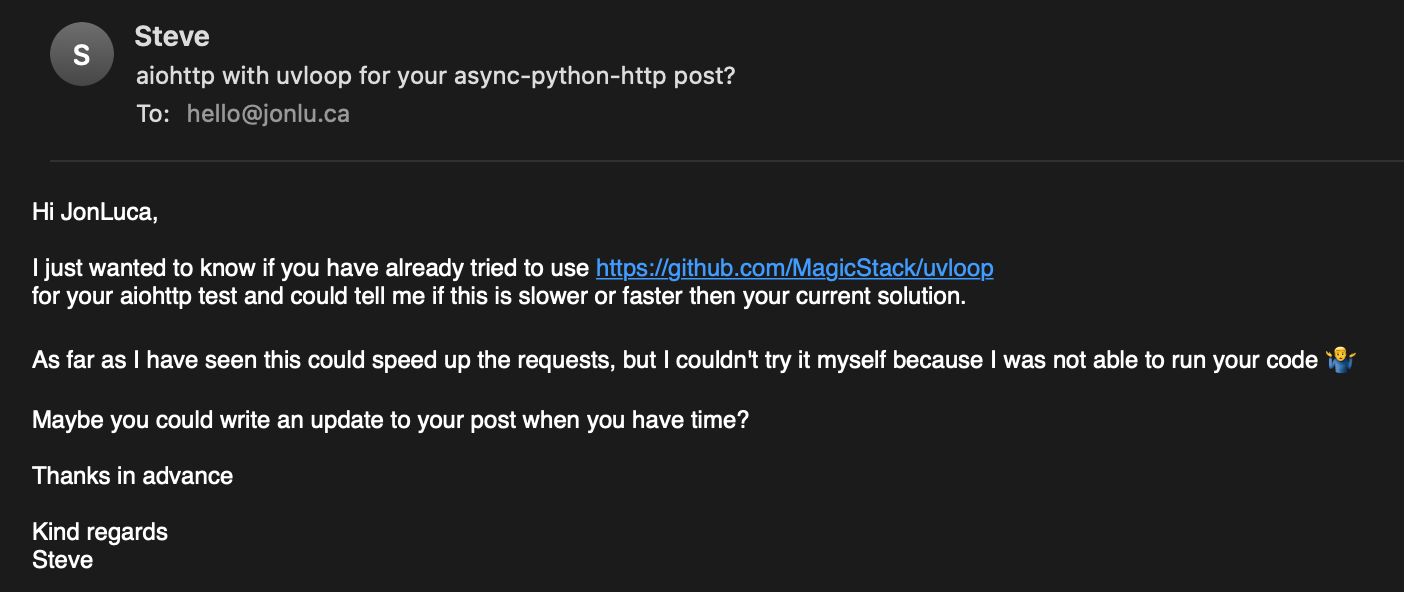 S
Steve
aiohttp with uvloop for your async-python-http post?
To: hello@jonlu.ca
Hi JonLuca,
I just wanted to know if you have already tried to use https://github.com/MagicStack/uvloop
for your aiohttp test and could tell me if this is slower or faster then your current solution.
As far as I have seen this could speed up the requests, but I couldn't try it myself because I was not able to run your code 🤷‍♂️
Maybe you could write an update to your post when you have time?
Thanks in advance
Kind regards
Steve